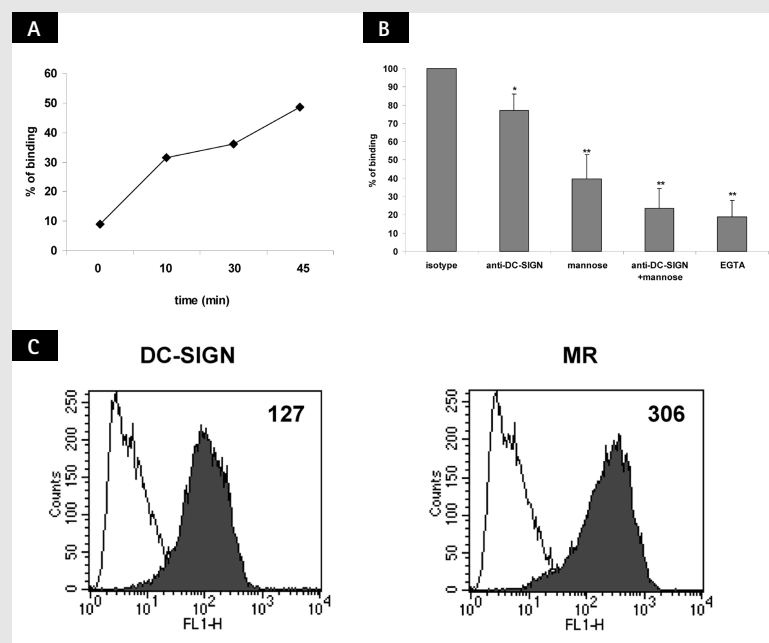 A
% of binding
60
50
40
30
20
10
0
0 10 30 45
time (min)
B
% of binding
100
90
80
70
60
50
40
30
20
10
0
*
**
**
**
isotype anti-DC-SIGN mannose anti-DC-SIGN EGTA
+mannose
C
DC-SIGN
127
Counts
250
200
150
100
50
0
10⁰ 10¹ 10² 10³ 10⁴
FL1-H
MR
306
Counts
250
200
150
100
50
0
10⁰ 10¹ 10² 10³ 10⁴
FL1-H